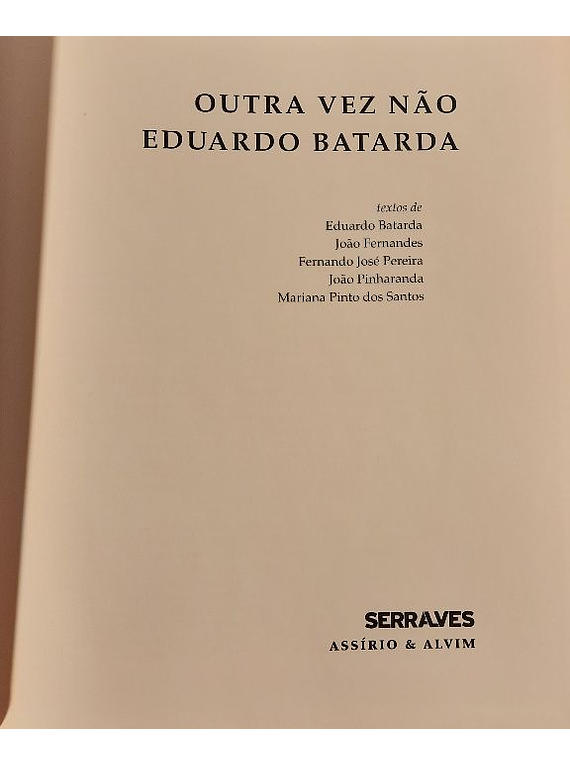 OUTRA VEZ NÃO
EDUARDO BATARDA
textos de
Eduardo Batarda
João Fernandes
Fernando José Pereira
João Pinharanda
Mariana Pinto dos Santos
SERRALVES
ASSÍRIO & ALVIM